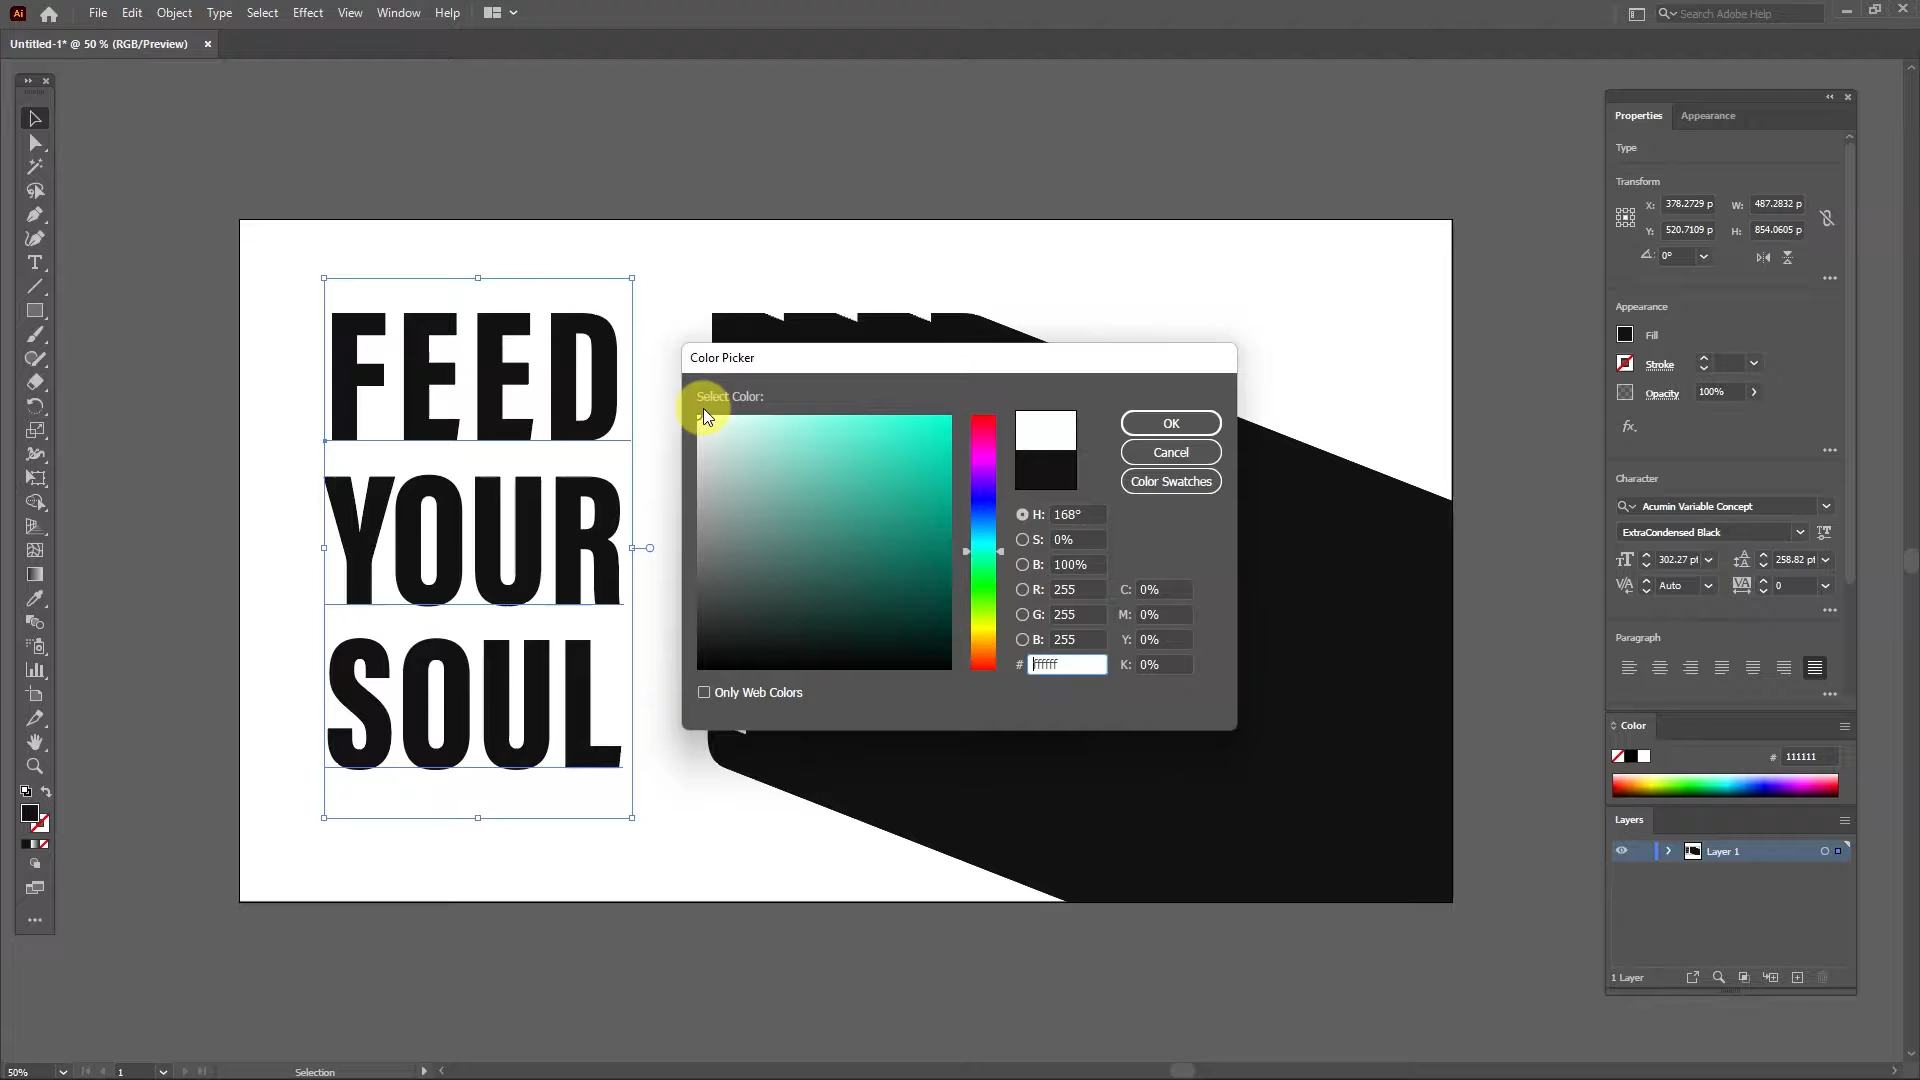 Ai File Edit Object Type Select Effect View Window Help Search Adobe Help
Untitled-1* @ 50 % (RGB/Preview)
Properties Appearance
Type
Transform
X: 378.2729 p W: 487.2832 p
Y: 520.7109 p H: 854.0605 p
0°
Appearance
Fill
Stroke
Opacity 100%
fx.
Character
Acumin Variable Concept
ExtraCondensed Black
302.27 pt 258.82 pt
Auto 0
Paragraph
Color
# 111111
Layers
Layer 1
1 Layer
FEED
YOUR
SOUL
Color Picker
Select Color:
OK
Cancel
Color Swatches
H: 168°
S: 0%
B: 100%
R: 255 C: 0%
G: 255 M: 0%
B: 255 Y: 0%
# ffffff K: 0%
Only Web Colors
50% 1 Selection